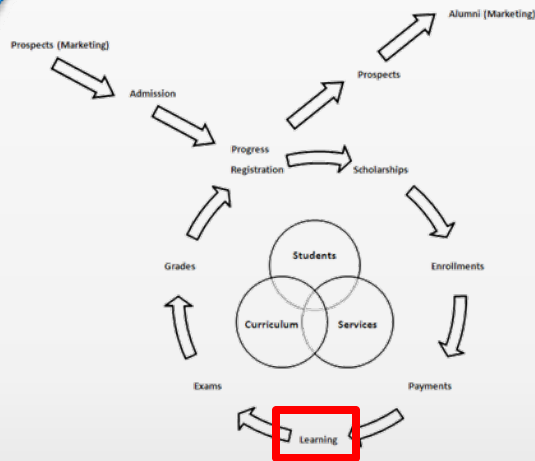 Alumni (Marketing)
Prospects (Marketing)
Prospects
Admission
Progress
Registration
Scholarships
Students
Grades
Enrollments
Curriculum
Services
Exams
Payments
Learning